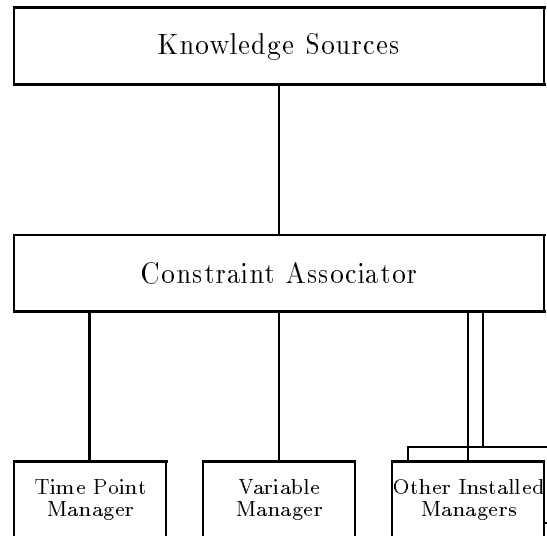 Knowledge Sources
Constraint Associator
Time Point
Manager
Variable
Manager
Other Installed
Managers